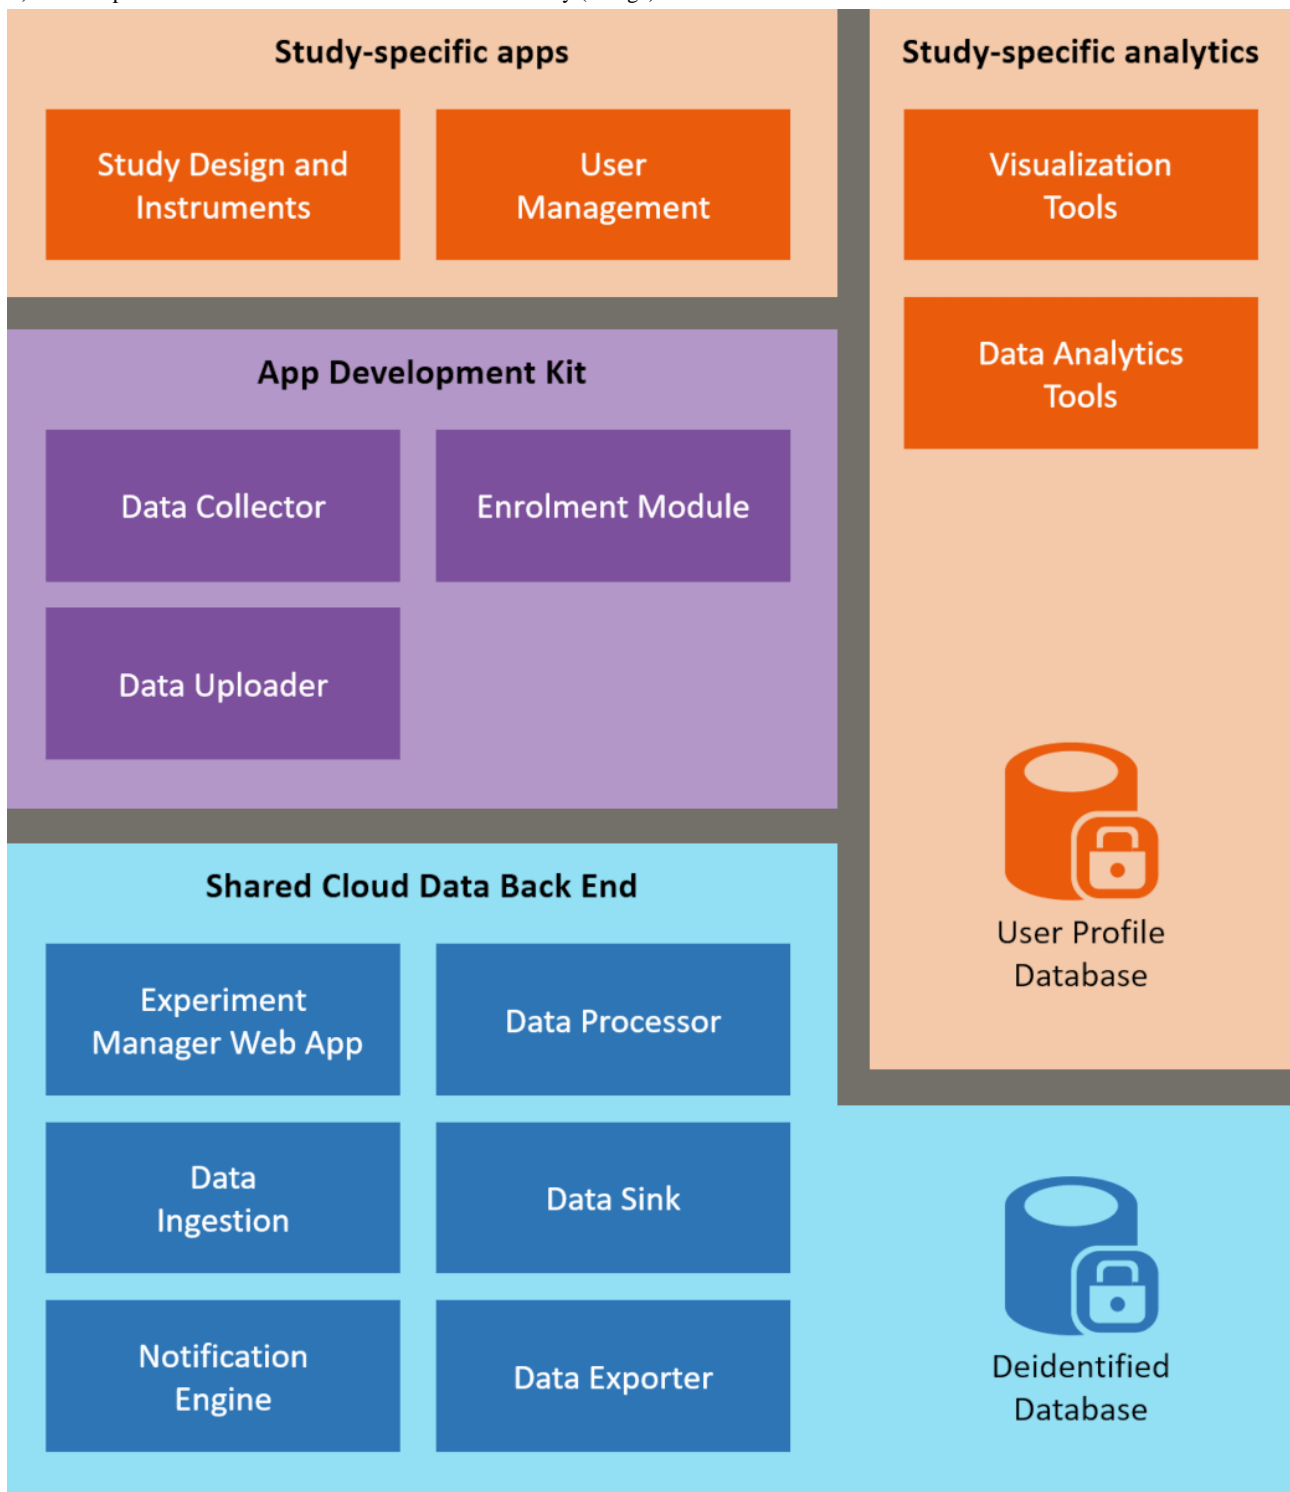 Study-specific apps
Study Design and
Instruments
User
Management
App Development Kit
Data Collector
Enrolment Module
Data Uploader
Shared Cloud Data Back End
Experiment
Manager Web App
Data Processor
Data
Ingestion
Data Sink
Notification
Engine
Data Exporter
Study-specific analytics
Visualization
Tools
Data Analytics
Tools
User Profile
Database
Deidentified
Database